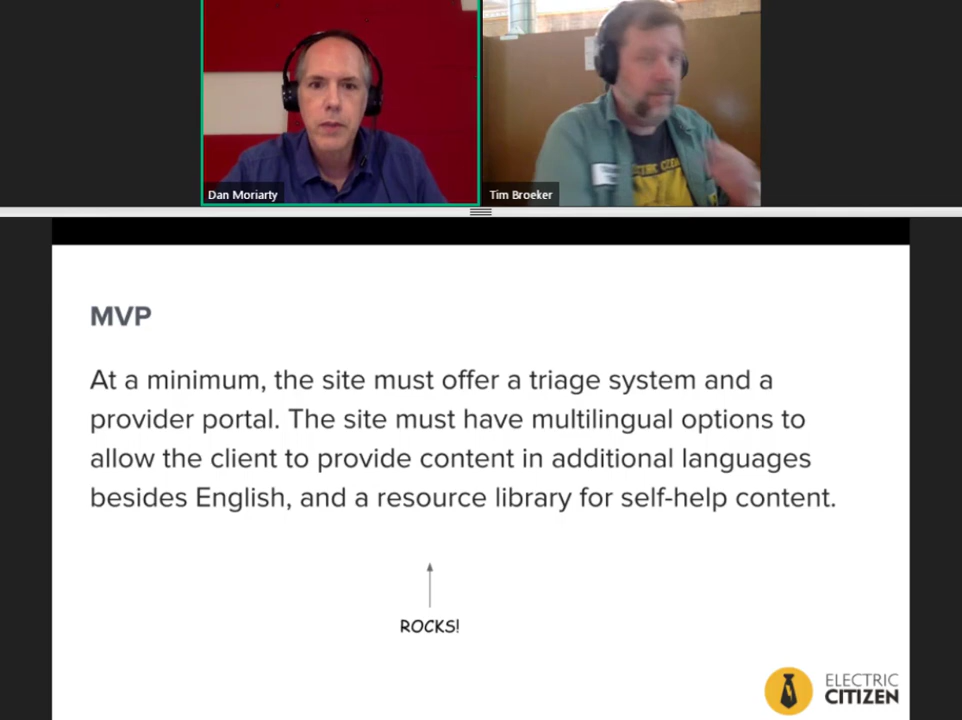 Dan Moriarty
Tim Broeker
ELECTRIC
MVP
At a minimum, the site must offer a triage system and a
provider portal. The site must have multilingual options to
allow the client to provide content in additional languages
besides English, and a resource library for self-help content.
ROCKS!
ELECTRIC
CITIZEN